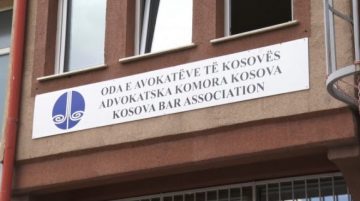 ODA E AVOKATËVE TË KOSOVËS
ADVOKATSKA KOMORA KOSOVA
KOSOVA BAR ASSOCIATION